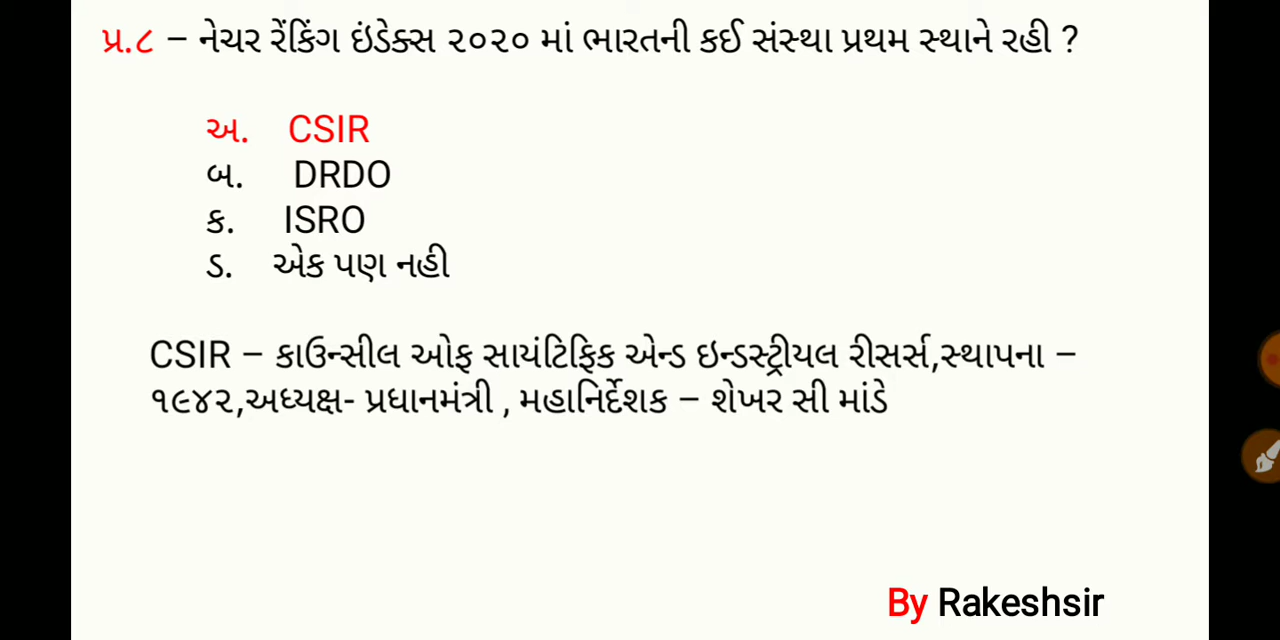 પ્ર.૮ – નેચર રેંકિંગ ઇંડેક્સ ૨૦૨૦ માં ભારતની કઈ સંસ્થા પ્રથમ સ્થાને રહી ?
અ. CSIR
બ. DRDO
ક. ISRO
ડ. એક પણ નહી
CSIR – કાઉન્સીલ ઓફ સાયંટિફિક એન્ડ ઇન્ડસ્ટ્રીયલ રીસર્સ,સ્થાપના –
૧૯૪૨,અધ્યક્ષ- પ્રધાનમંત્રી , મહાનિર્દેશક – શેખર સી માંડે
By Rakeshsir